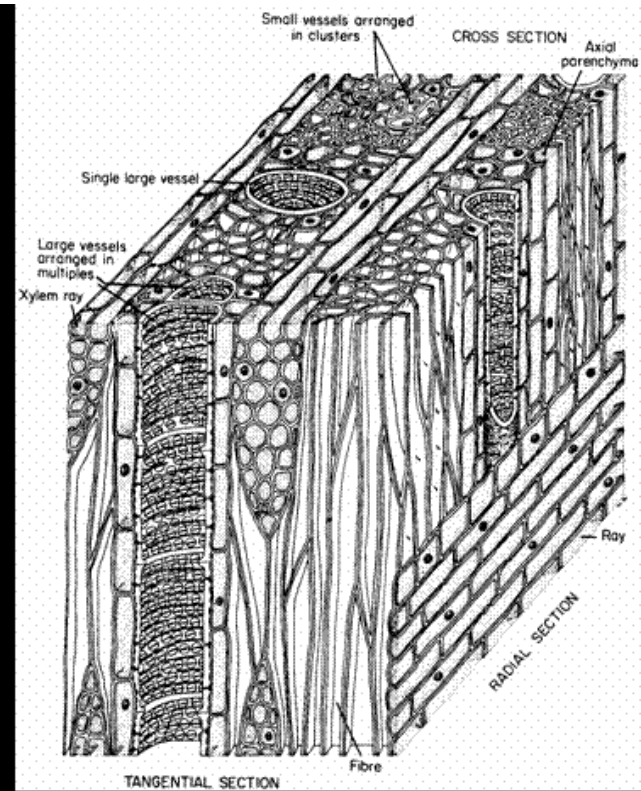 Small vessels arranged
in clusters
CROSS SECTION
Axial
parenchyma
Single large vessel
Large vessels
arranged in
multiples
Xylem ray
Ray
RADIAL SECTION
Fibre
TANGENTIAL SECTION